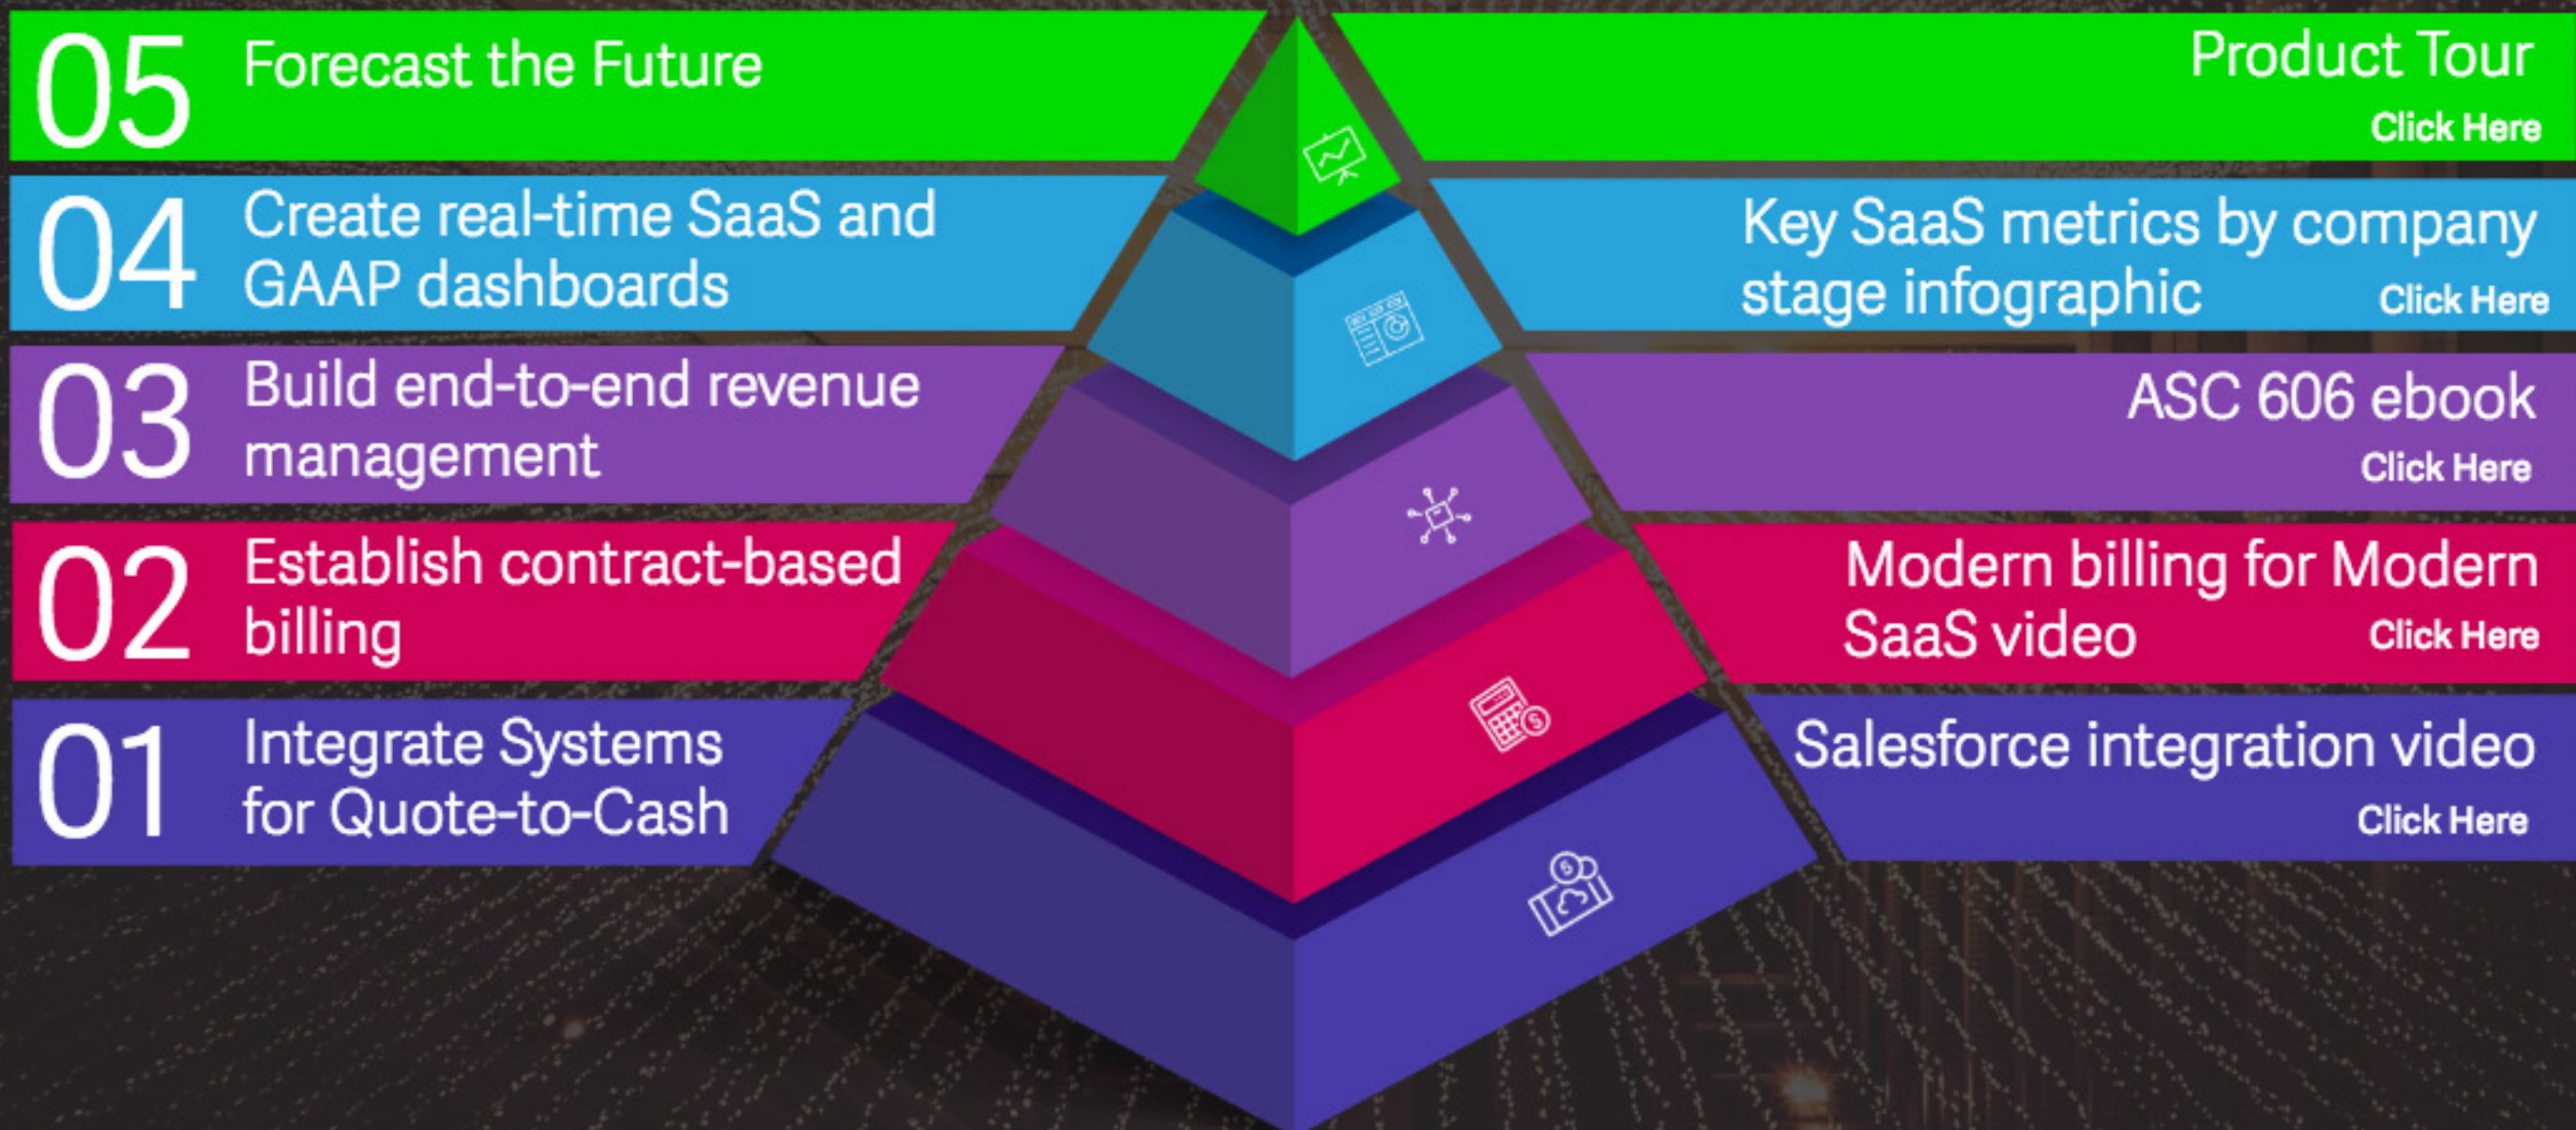 05
Forecast the Future
Product Tour
Click Here
04
Create real-time SaaS and
GAAP dashboards
Key SaaS metrics by company
stage infographic
Click Here
03
Build end-to-end revenue
management
ASC 606 ebook
Click Here
02
Establish contract-based
billing
Modern billing for Modern
SaaS video
Click Here
01
Integrate Systems
for Quote-to-Cash
Salesforce integration video
Click Here